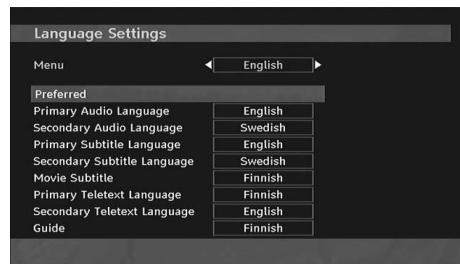 Language Settings
Menu English
Preferred
Primary Audio Language English
Secondary Audio Language Swedish
Primary Subtitle Language English
Secondary Subtitle Language Swedish
Movie Subtitle Finnish
Primary Teletext Language Finnish
Secondary Teletext Language English
Guide Finnish